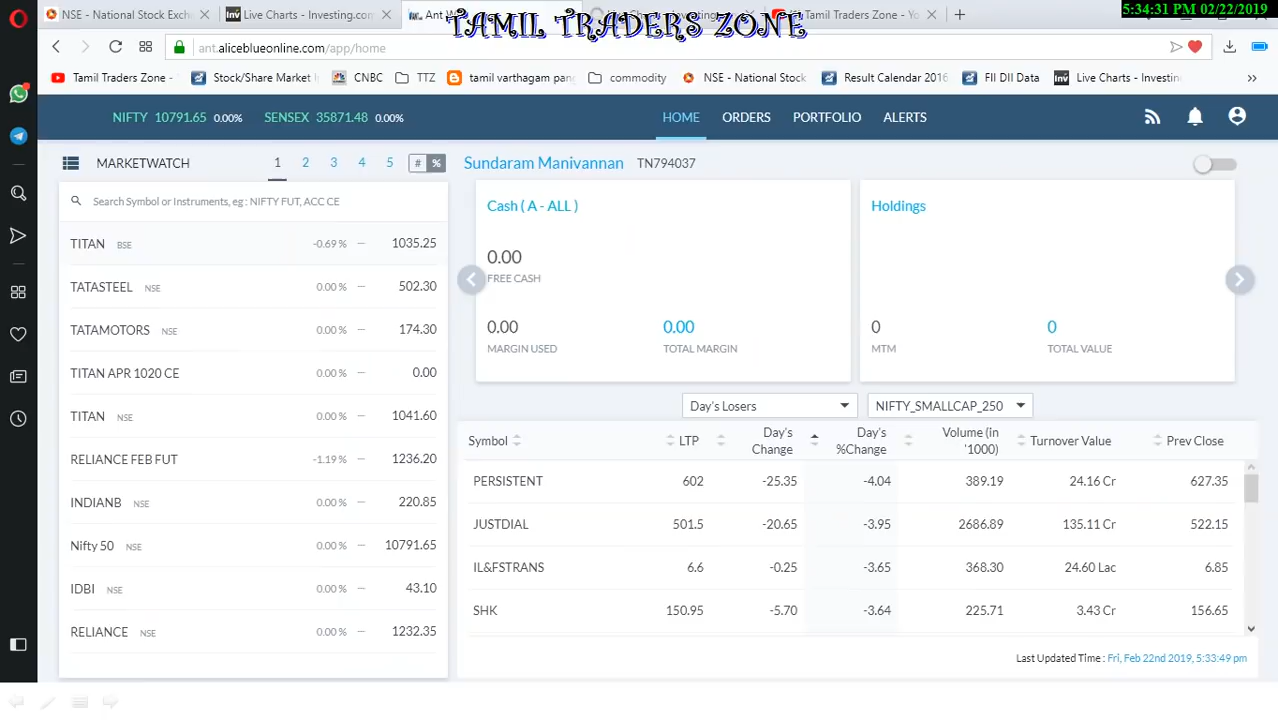 5:34:31 PM 02/22/2019
TAMIL TRADERS ZONE
NSE - National Stock Exch
Live Charts - Investing.con
Tamil Traders Zone - Yo
ant.aliceblueonline.com/app/home
Tamil Traders Zone -
Stock/Share Market
CNBC
TTZ
tamil varthagam pan
commodity
NSE - National Stock
Result Calendar 2016
FII DII Data
Live Charts - Investin
NIFTY 10791.65 0.00% SENSEX 35871.48 0.00%
HOME ORDERS PORTFOLIO ALERTS
MARKETWATCH 1 2 3 4 5 # %
Search Symbol or Instruments, eg : NIFTY FUT, ACC CE
TITAN BSE -0.69 % 1035.25
TATASTEEL NSE 0.00 % 502.30
TATAMOTORS NSE 0.00 % 174.30
TITAN APR 1020 CE 0.00 % 0.00
TITAN NSE 0.00 % 1041.60
RELIANCE FEB FUT -1.19 % 1236.20
INDIANB NSE 0.00 % 220.85
Nifty 50 NSE 0.00 % 10791.65
IDBI NSE 0.00 % 43.10
RELIANCE NSE 0.00 % 1232.35
Sundaram Manivannan TN794037
Cash ( A - ALL )
0.00
FREE CASH
0.00 0.00
MARGIN USED TOTAL MARGIN
Holdings
0 0
MTM TOTAL VALUE
Day's Losers NIFTY_SMALLCAP_250
Symbol LTP Day's Change Day's %Change Volume (in '1000) Turnover Value Prev Close
PERSISTENT 602 -25.35 -4.04 389.19 24.16 Cr 627.35
JUSTDIAL 501.5 -20.65 -3.95 2686.89 135.11 Cr 522.15
IL&FSTRANS 6.6 -0.25 -3.65 368.30 24.60 Lac 6.85
SHK 150.95 -5.70 -3.64 225.71 3.43 Cr 156.65
Last Updated Time : Fri, Feb 22nd 2019, 5:33:49 pm